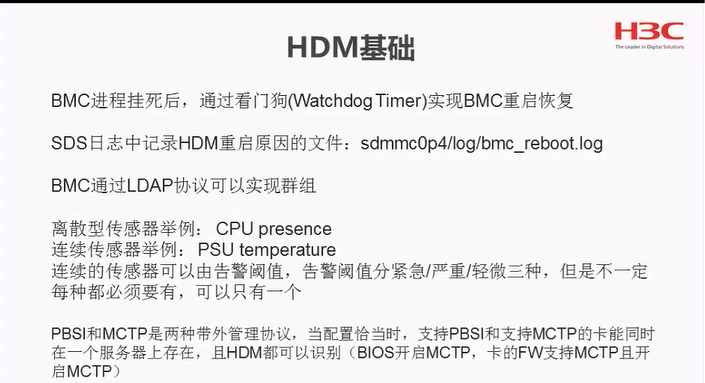 HDM基础
H3C
The Leader in Digital Solutions
BMC进程挂死后，通过看门狗(Watchdog Timer)实现BMC重启恢复
SDS日志中记录HDM重启原因的文件：sdmmc0p4/log/bmc_reboot.log
BMC通过LDAP协议可以实现群组
离散型传感器举例： CPU presence
连续传感器举例： PSU temperature
连续的传感器可以由告警阈值，告警阈值分紧急/严重/轻微三种，但是不一定
每种都必须要有，可以只有一个
PBSI和MCTP是两种带外管理协议，当配置恰当时，支持PBSI和支持MCTP的卡能同时
在一个服务器上存在，且HDM都可以识别（BIOS开启MCTP，卡的FW支持MCTP且开
启MCTP）